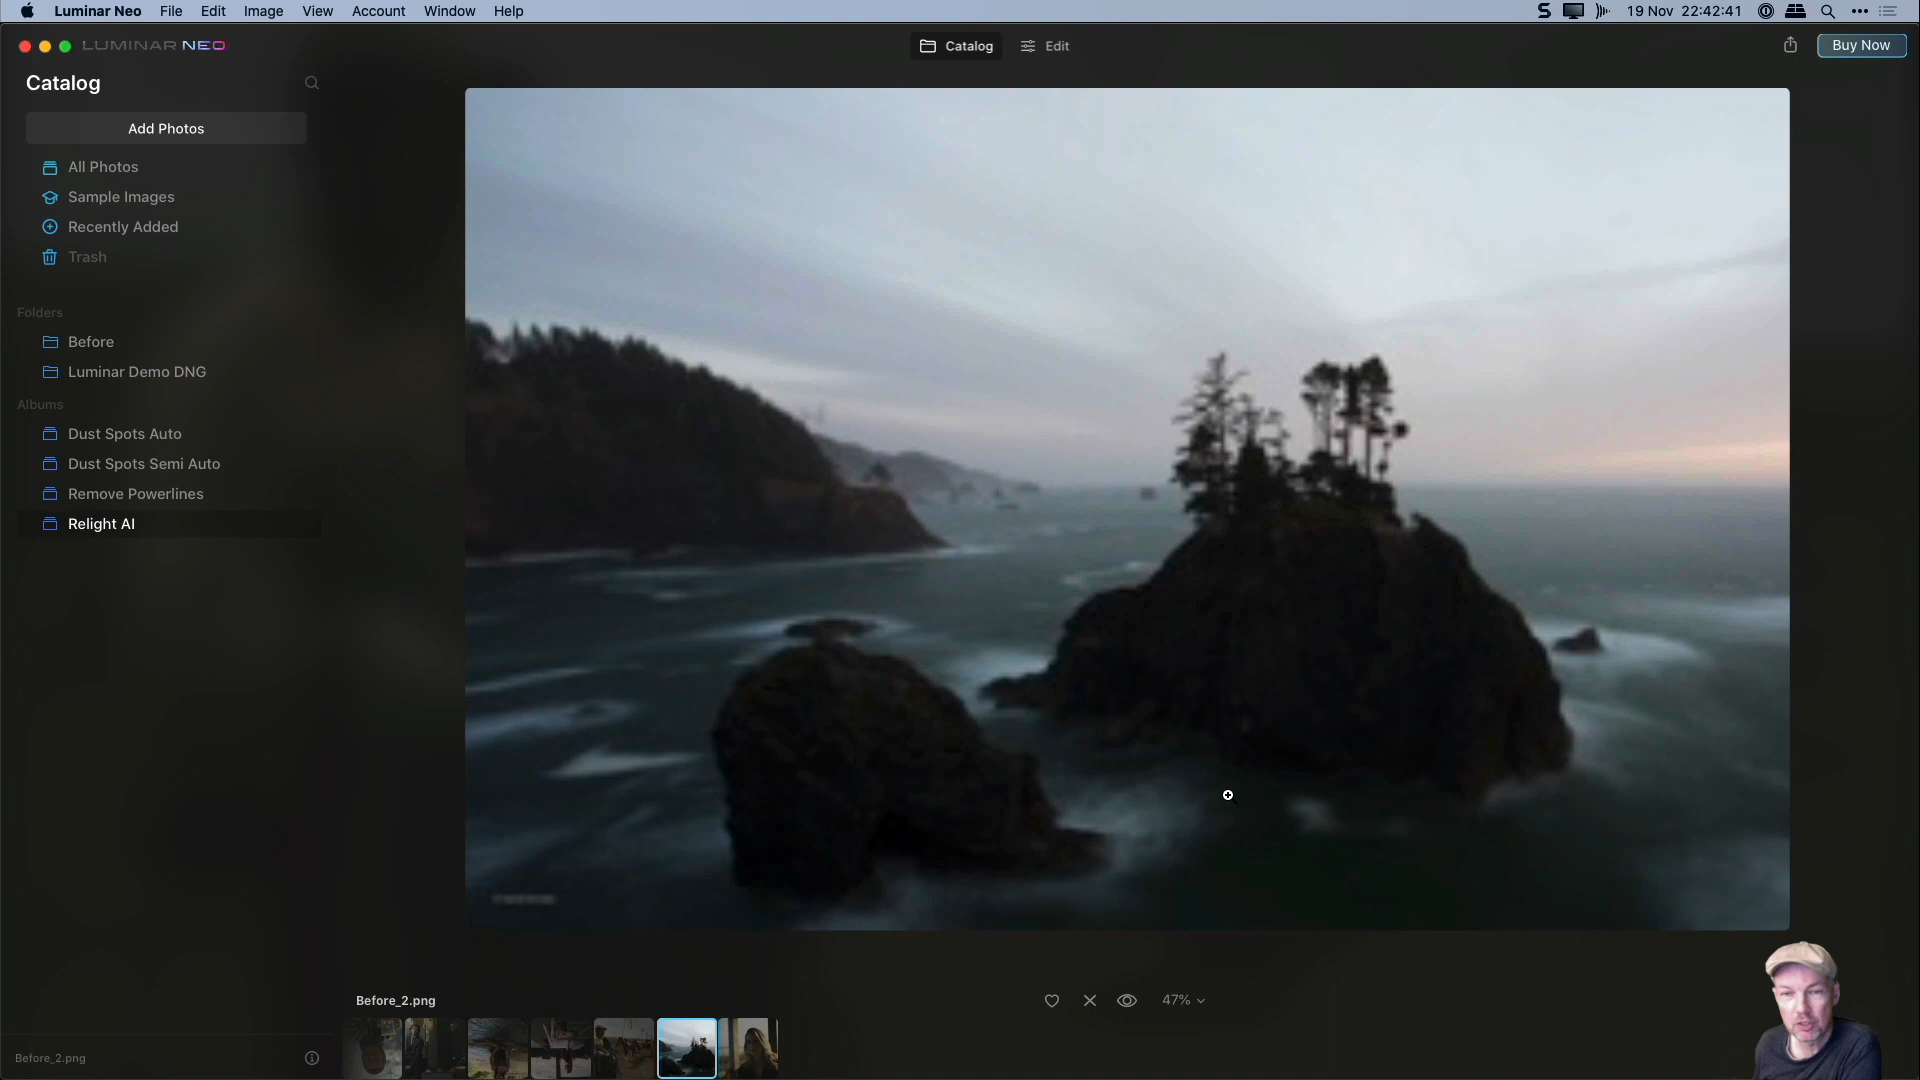 Luminar Neo File Edit Image View Account Window Help 19 Nov 22:42:41
LUMINAR NEO Catalog Edit Buy Now
Catalog
Add Photos
All Photos
Sample Images
Recently Added
Trash
Folders
Before
Luminar Demo DNG
Albums
Dust Spots Auto
Dust Spots Semi Auto
Remove Powerlines
Relight AI
Before_2.png 47%
Before_2.png